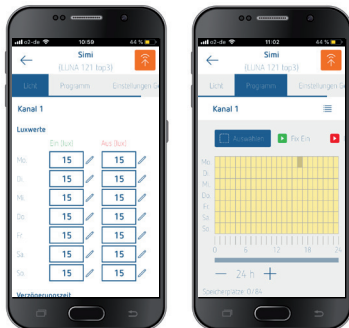 o2-de
10:59
44 %
Simi
(LUNA 121 top3)
Licht
Programm
Einstellungen
Kanal 1
Luxwerte
Ein (lux)
Aus (lux)
Mo.
15
15
Di.
15
15
Mi.
15
15
Do.
15
15
Fr.
15
15
Sa.
15
15
So.
15
15
Verzögerungszeit
o2-de
11:02
44 %
Simi
(LUNA 121 top3)
Licht
Programm
Einstellungen
Kanal 1
Auswählen
Fix Ein
Mo.
Di.
Mi.
Do.
Fr.
Sa.
So.
0
6
12
18
24
24 h
Speicherplätze: 0/84